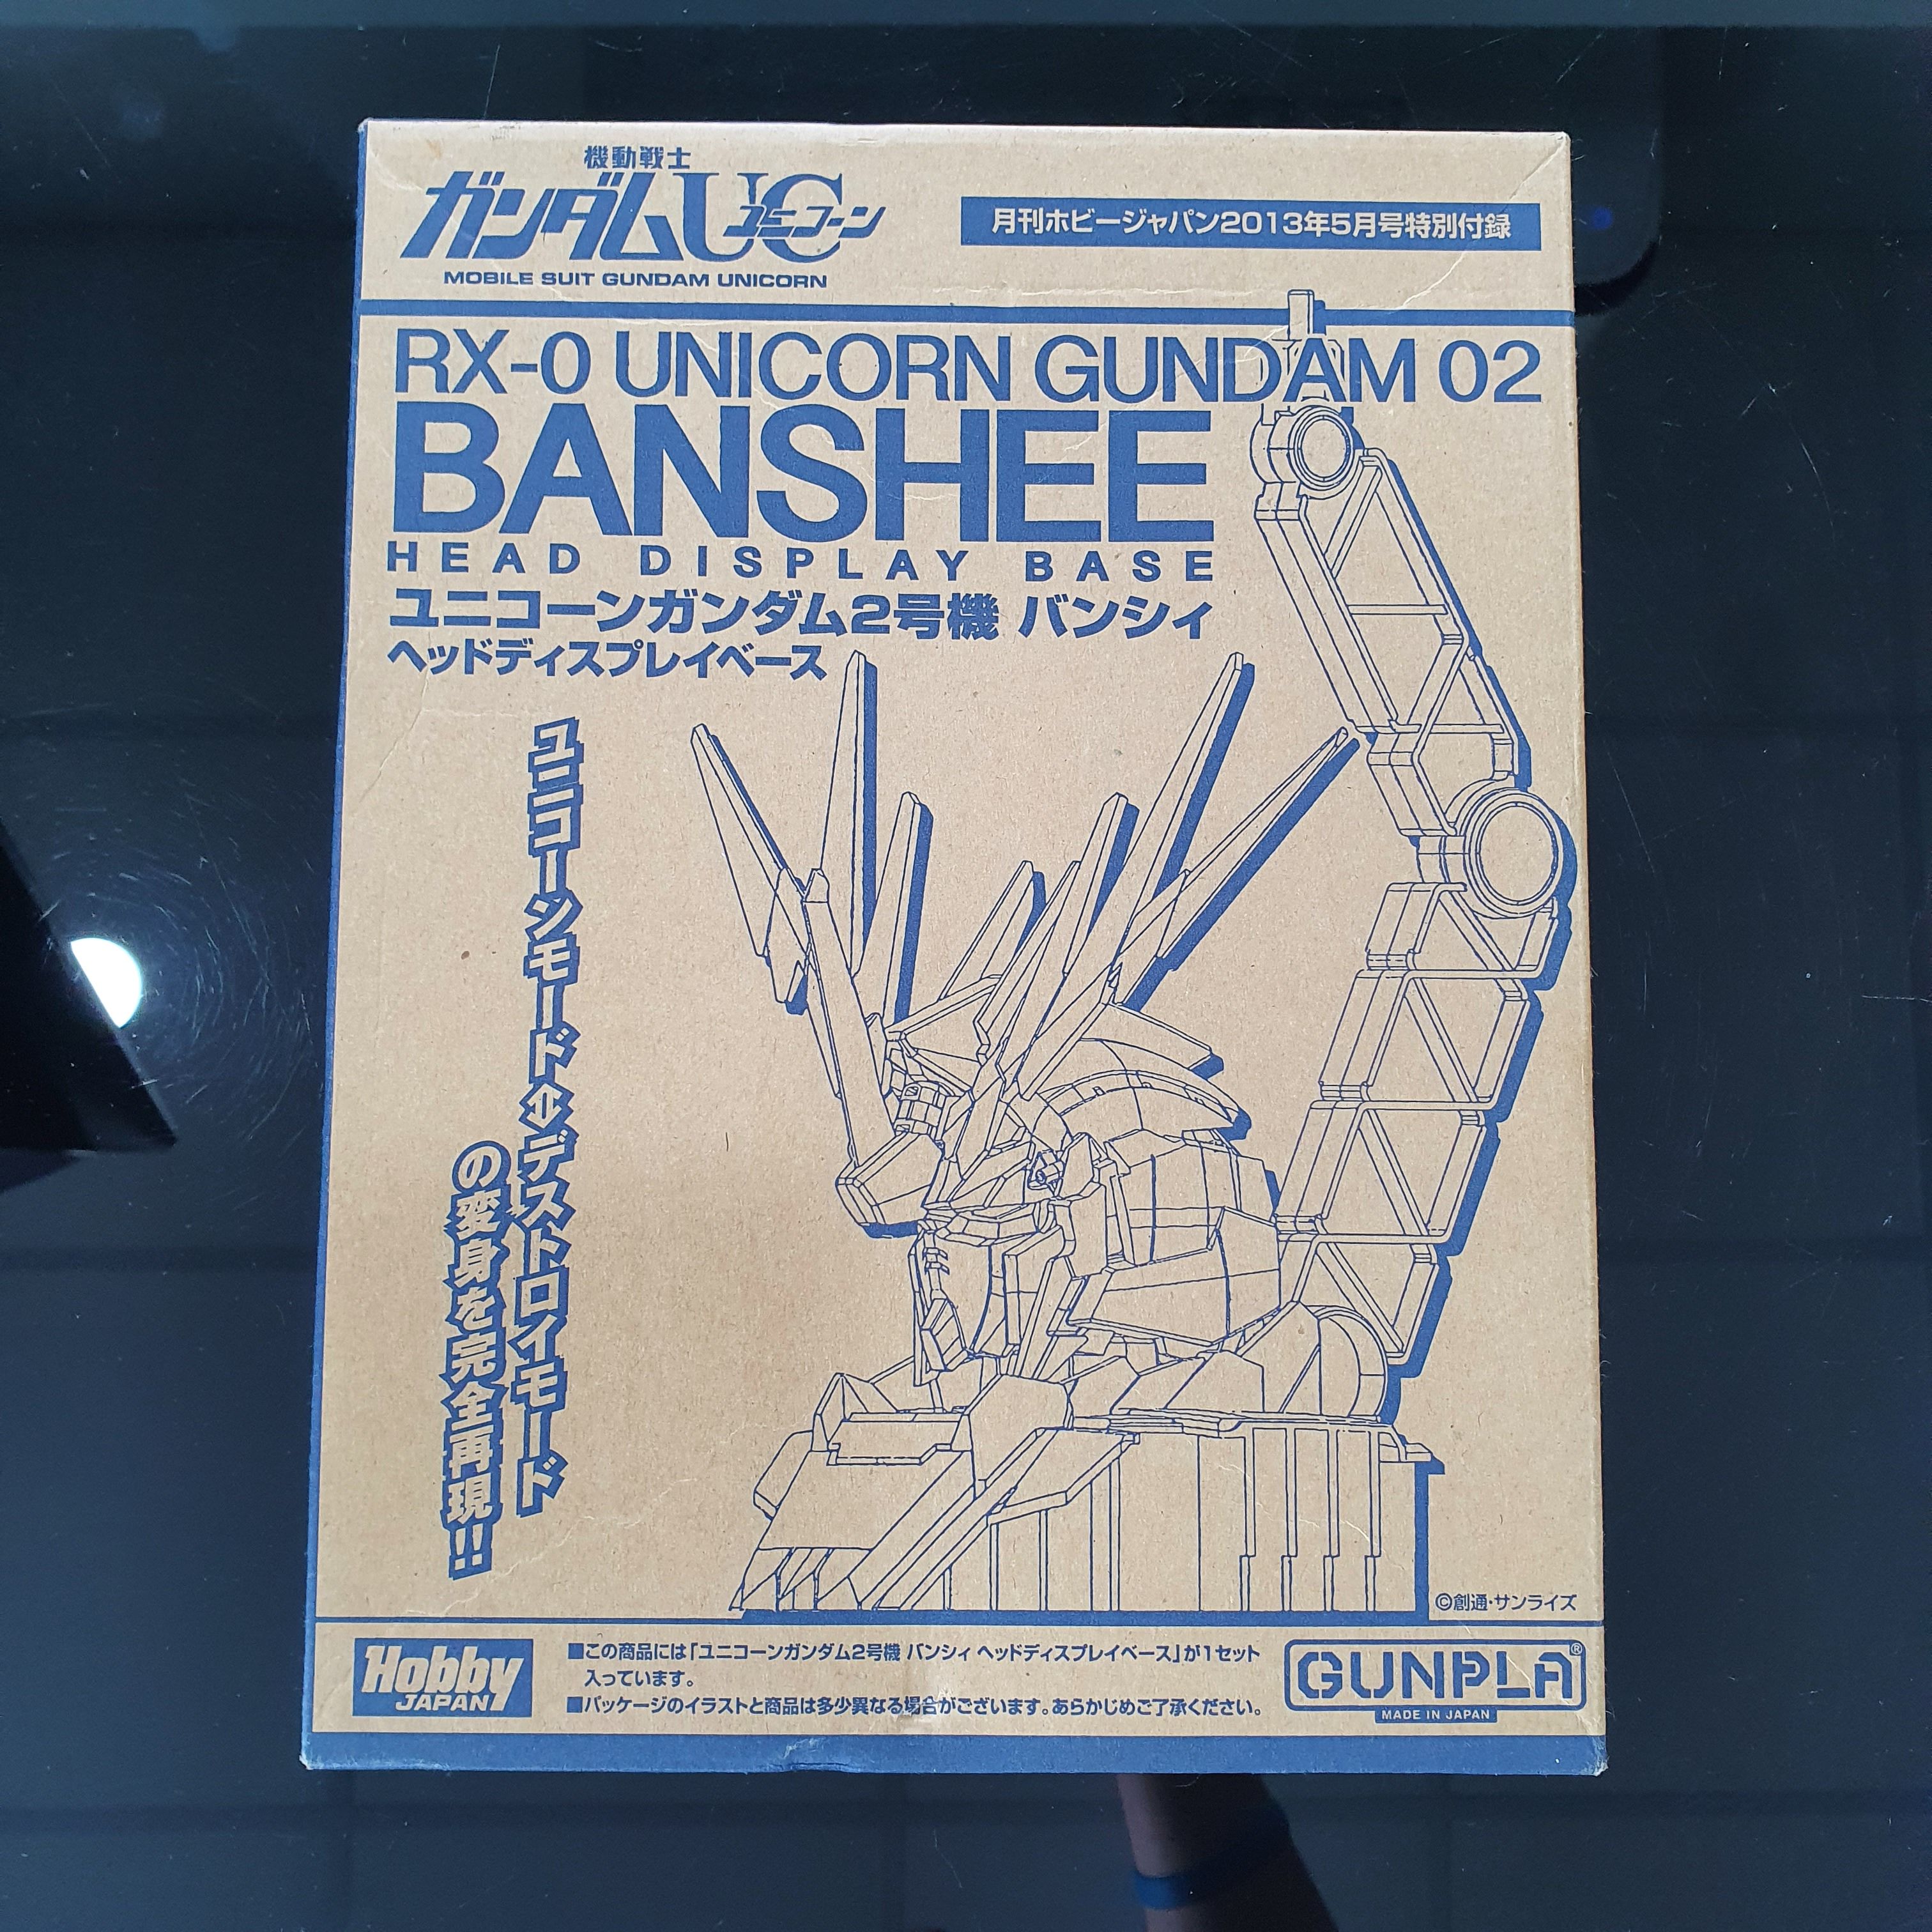 機動戦士
ガンダムUC
ユニコーン
MOBILE SUIT GUNDAM UNICORN
月刊ホビージャパン2013年5月号特別付録
RX-0 UNICORN GUNDAM 02
BANSHEE
HEAD DISPLAY BASE
ユニコーンガンダム2号機 バンシィ
ヘッドディスプレイベース
ユニコーンモード⇕デストロイモード
の変身を完全再現!!
©創通・サンライズ
Hobby
JAPAN
■この商品には「ユニコーンガンダム2号機 バンシィ ヘッドディスプレイベース」が1セット
入っています。
■パッケージのイラストと商品は多少異なる場合がございます。あらかじめご了承ください。
GUNPLA®
MADE IN JAPAN